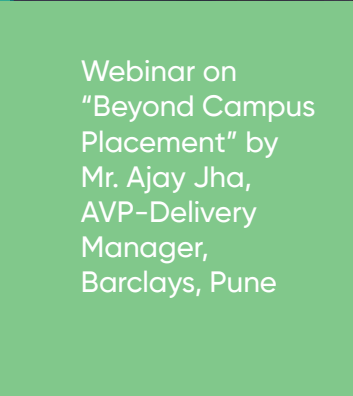 Webinar on
“Beyond Campus
Placement” by
Mr. Ajay Jha,
AVP-Delivery
Manager,
Barclays, Pune